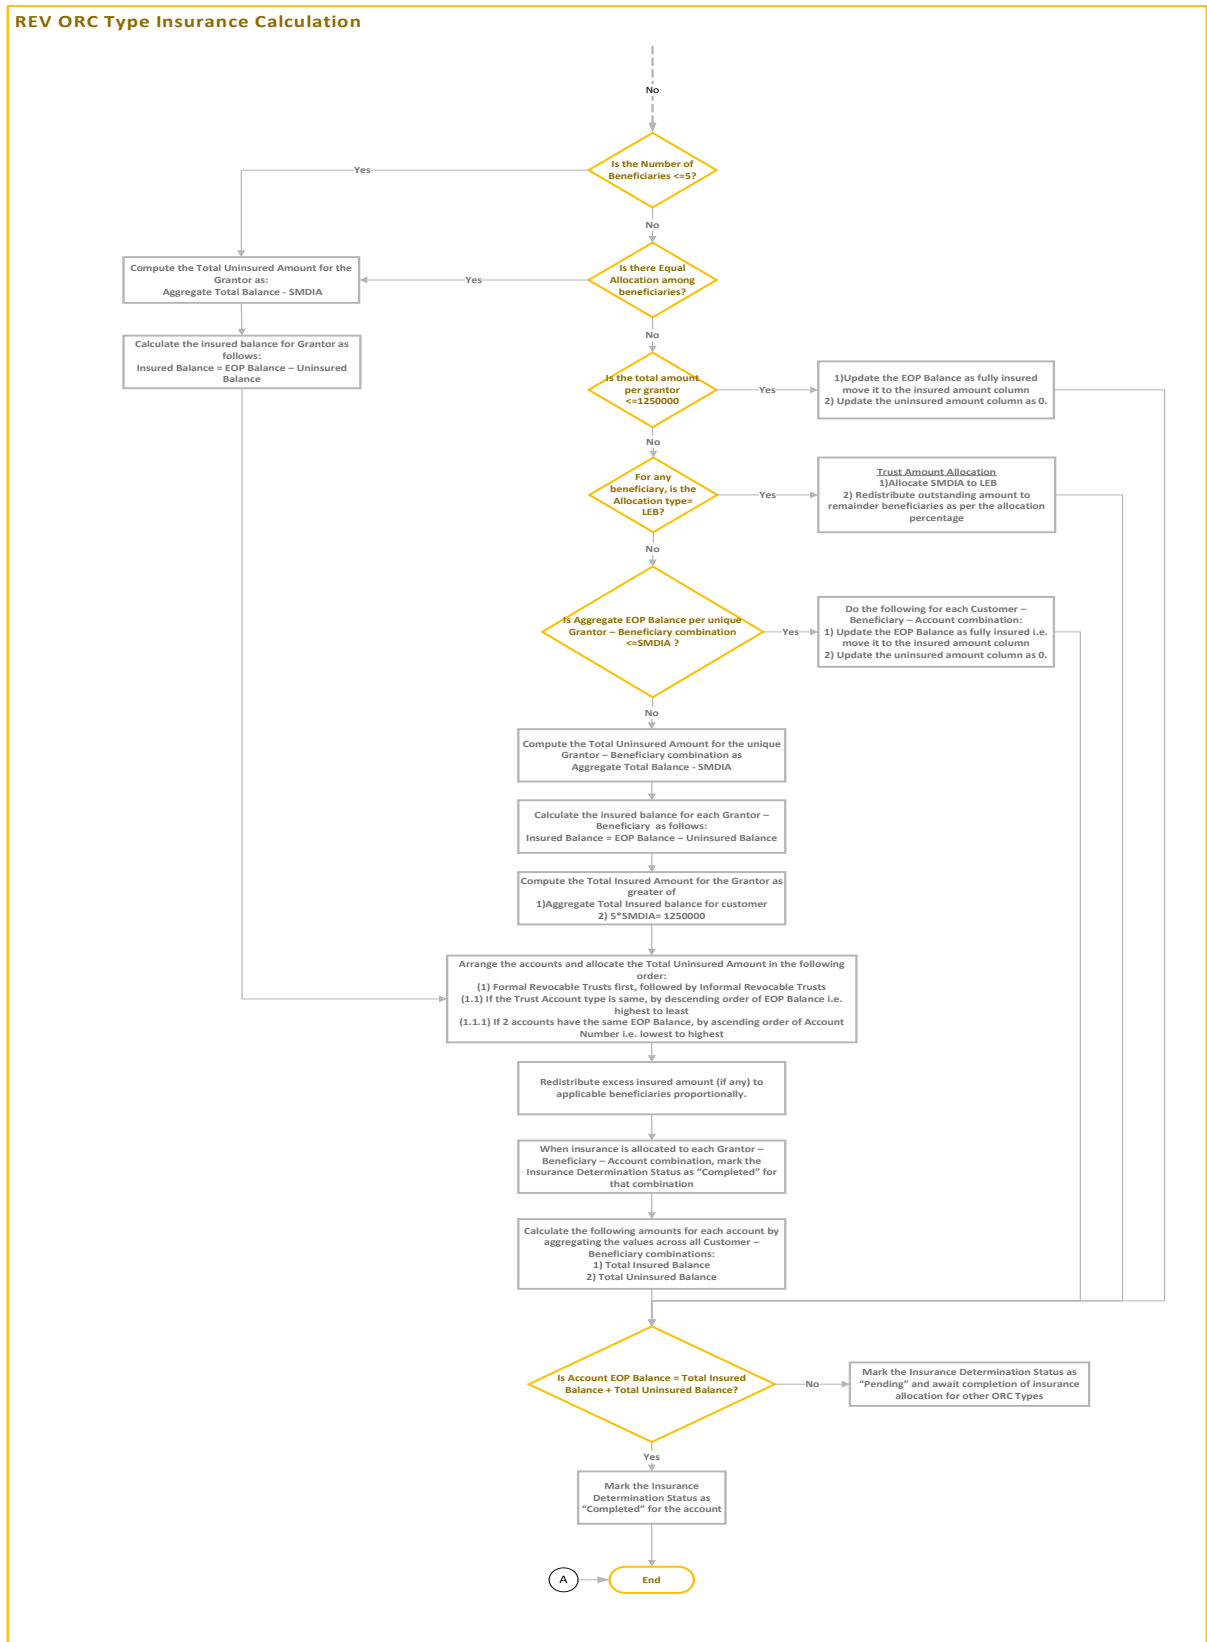 REV ORC Type Insurance Calculation
No
Is the Number of
Beneficiaries <=5?
Yes
No
Is there Equal
Allocation among
beneficiaries?
Yes
Compute the Total Uninsured Amount for the
Grantor as:
Aggregate Total Balance - SMDIA
Calculate the insured balance for Grantor as
follows:
Insured Balance = EOP Balance – Uninsured
Balance
No
Is the total amount
per grantor
<=1250000
Yes
1)Update the EOP Balance as fully insured
move it to the insured amount column
2) Update the uninsured amount column as 0.
No
For any
beneficiary, is the
Allocation type=
LEB?
Yes
Trust Amount Allocation
1)Allocate SMDIA to LEB
2) Redistribute outstanding amount to
remainder beneficiaries as per the allocation
percentage
No
Is Aggregate EOP Balance per unique
Grantor – Beneficiary combination
<=SMDIA ?
Yes
Do the following for each Customer –
Beneficiary – Account combination:
1) Update the EOP Balance as fully insured i.e.
move it to the insured amount column
2) Update the uninsured amount column as 0.
No
Compute the Total Uninsured Amount for the unique
Grantor – Beneficiary combination as
Aggregate Total Balance - SMDIA
Calculate the insured balance for each Grantor –
Beneficiary as follows:
Insured Balance = EOP Balance – Uninsured Balance
Compute the Total Insured Amount for the Grantor as
greater of
1)Aggregate Total Insured balance for customer
2) 5*SMDIA= 1250000
Arrange the accounts and allocate the Total Uninsured Amount in the following
order:
(1) Formal Revocable Trusts first, followed by Informal Revocable Trusts
(1.1) If the Trust Account type is same, by descending order of EOP Balance i.e.
highest to least
(1.1.1) If 2 accounts have the same EOP Balance, by ascending order of Account
Number i.e. lowest to highest
Redistribute excess insured amount (if any) to
applicable beneficiaries proportionally.
When insurance is allocated to each Grantor –
Beneficiary – Account combination, mark the
Insurance Determination Status as “Completed” for
that combination
Calculate the following amounts for each account by
aggregating the values across all Customer –
Beneficiary combinations:
1) Total Insured Balance
2) Total Uninsured Balance
Is Account EOP Balance = Total Insured
Balance + Total Uninsured Balance?
No
Mark the Insurance Determination Status as
“Pending” and await completion of insurance
allocation for other ORC Types
Yes
Mark the Insurance
Determination Status as
“Completed” for the account
A
End